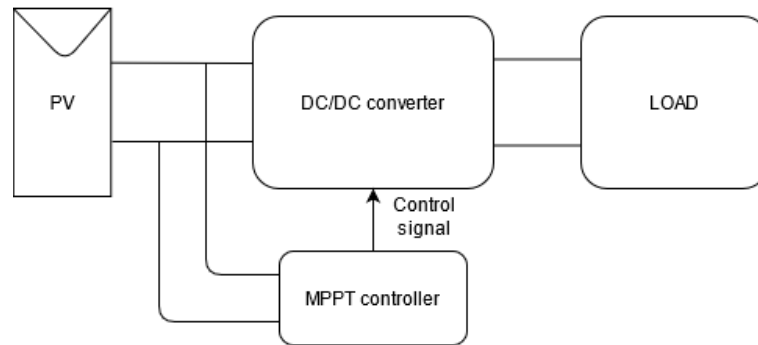 PV
DC/DC converter
LOAD
Control
signal
MPPT controller